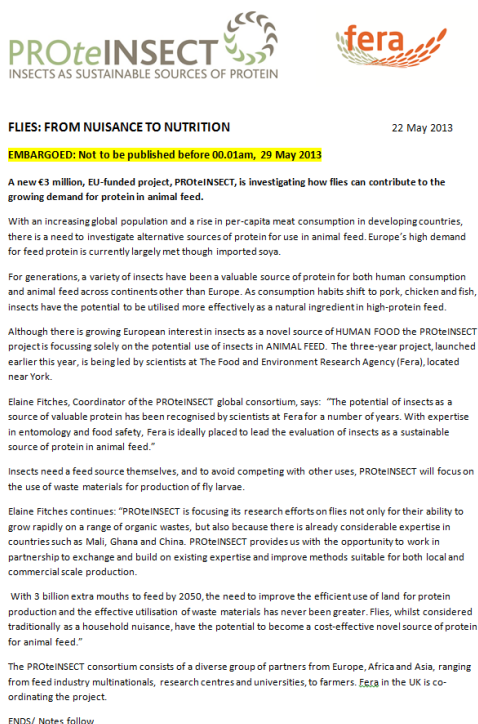 PROteINSECT
INSECTS AS SUSTAINABLE SOURCES OF PROTEIN
fera
FLIES: FROM NUISANCE TO NUTRITION 22 May 2013
EMBARGOED: Not to be published before 00.01am, 29 May 2013
A new €3 million, EU-funded project, PROteINSECT, is investigating how flies can contribute to the
growing demand for protein in animal feed.
With an increasing global population and a rise in per-capita meat consumption in developing countries,
there is a need to investigate alternative sources of protein for use in animal feed. Europe's high demand
for feed protein is currently largely met though imported soya.
For generations, a variety of insects have been a valuable source of protein for both human consumption
and animal feed across continents other than Europe. As consumption habits shift to pork, chicken and fish,
insects have the potential to be utilised more effectively as a natural ingredient in high-protein feed.
Although there is growing European interest in insects as a novel source of HUMAN FOOD the PROteINSECT
project is focussing solely on the potential use of insects in ANIMAL FEED. The three-year project, launched
earlier this year, is being led by scientists at The Food and Environment Research Agency (Fera), located
near York.
Elaine Fitches, Coordinator of the PROteINSECT global consortium, says: "The potential of insects as a
source of valuable protein has been recognised by scientists at Fera for a number of years. With expertise
in entomology and food safety, Fera is ideally placed to lead the evaluation of insects as a sustainable
source of protein in animal feed."
Insects need a feed source themselves, and to avoid competing with other uses, PROteINSECT will focus on
the use of waste materials for production of fly larvae.
Elaine Fitches continues: "PROteINSECT is focusing its research efforts on flies not only for their ability to
grow rapidly on a range of organic wastes, but also because there is already considerable expertise in
countries such as Mali, Ghana and China. PROteINSECT provides us with the opportunity to work in
partnership to exchange and build on existing expertise and improve methods suitable for both local and
commercial scale production.
With 3 billion extra mouths to feed by 2050, the need to improve the efficient use of land for protein
production and the effective utilisation of waste materials has never been greater. Flies, whilst considered
traditionally as a household nuisance, have the potential to become a cost-effective novel source of protein
for animal feed."
The PROteINSECT consortium consists of a diverse group of partners from Europe, Africa and Asia, ranging
from feed industry multinationals, research centres and universities, to farmers. Fera in the UK is co-
ordinating the project.
ENDS/ Notes follow